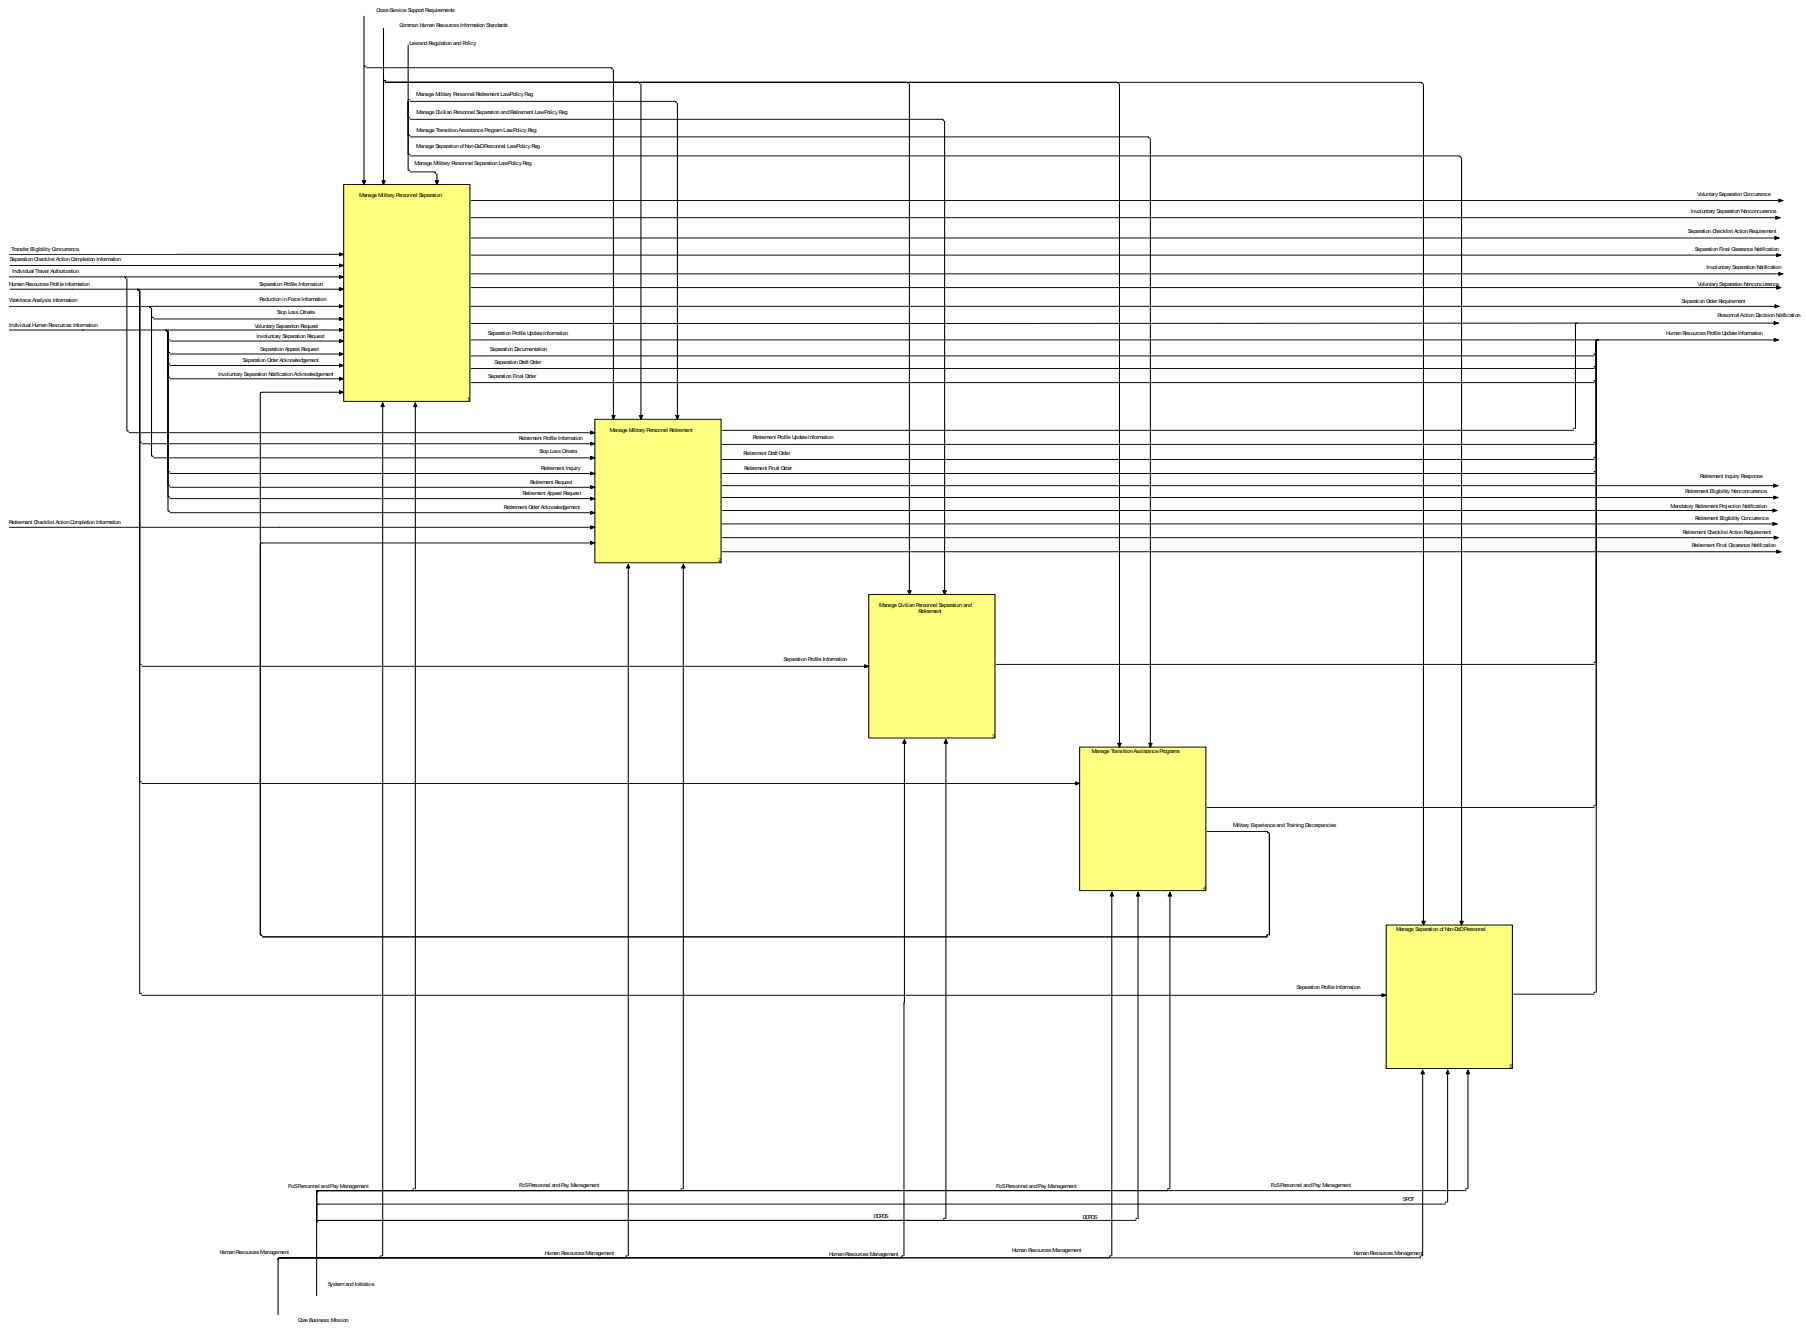 Cross-Service Support Requirements
Common Human Resources Information Standards
Law and Regulation and Policy
Manage Military Personnel Retirement LawPolicy Reg
Manage Civilian Personnel Separation and Retirement LawPolicy Reg
Manage Transition Assistance Program LawPolicy Reg
Manage Separation of Non-DoD Personnel LawPolicy Reg
Manage Military Personnel Separation LawPolicy Reg
Manage Military Personnel Separation
Voluntary Separation Concurrence
Involuntary Separation Nonconcurrence
Separation Checklist Action Requirement
Transfer Eligibility Concurrence
Separation Final Clearance Notification
Separation Checklist Action Completion Information
Individual Travel Authorization
Involuntary Separation Notification
Human Resources Profile Information
Separation Profile Information
Voluntary Separation Nonconcurrence
Workforce Analysis Information
Reduction in Force Information
Separation Order Requirement
Stop Loss Criteria
Personnel Action Decision Notification
Individual Human Resources Information
Voluntary Separation Request
Involuntary Separation Request
Separation Profile Update Information
Human Resources Profile Update Information
Separation Appeal Request
Separation Documentation
Separation Order Acknowledgement
Separation Draft Order
Involuntary Separation Notification Acknowledgement
Separation Final Order
1
Manage Military Personnel Retirement
Retirement Profile Information
Retirement Profile Update Information
Stop Loss Criteria
Retirement Draft Order
Retirement Inquiry
Retirement Final Order
Retirement Inquiry Response
Retirement Request
Retirement Appeal Request
Retirement Eligibility Nonconcurrence
Retirement Order Acknowledgement
Mandatory Retirement Projection Notification
Retirement Checklist Action Completion Information
Retirement Eligibility Concurrence
Retirement Checklist Action Requirement
Retirement Final Clearance Notification
2
Manage Civilian Personnel Separation and
Retirement
Separation Profile Information
3
Manage Transition Assistance Programs
Military Experience and Training Discrepancies
4
Manage Separation of Non-DoD Personnel
Separation Profile Information
5
FoS Personnel and Pay Management
FoS Personnel and Pay Management
FoS Personnel and Pay Management
FoS Personnel and Pay Management
SPOT
DCPDS
DCPDS
Human Resources Management
Human Resources Management
Human Resources Management
Human Resources Management
Human Resources Management
System and Initiative
Core Business Mission